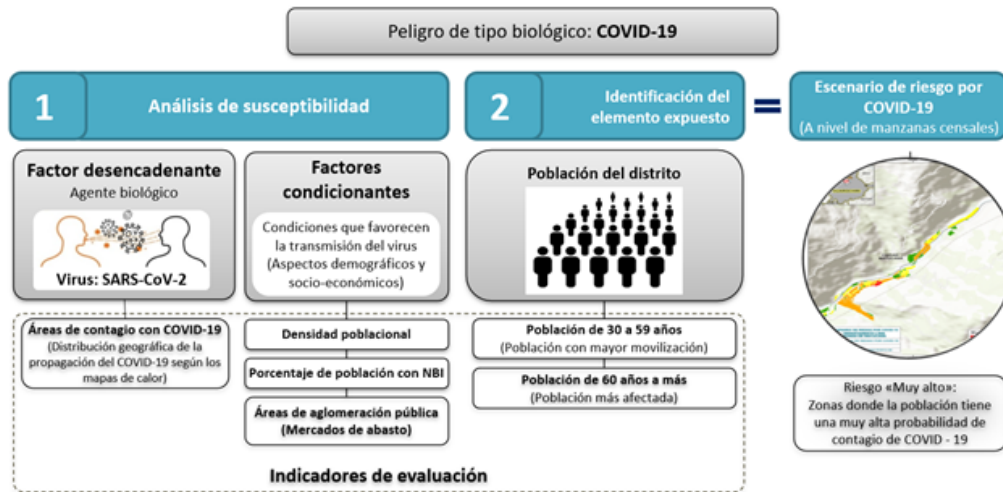 Peligro de tipo biológico: COVID-19
1
Análisis de susceptibilidad
2
Identificación del
elemento expuesto
=
Escenario de riesgo por
COVID-19
(A nivel de manzanas censales)
Factor desencadenante
Agente biológico
Virus: SARS-CoV-2
Factores
condicionantes
Condiciones que favorecen
la transmisión del virus
(Aspectos demográficos y
socio-económicos)
Población del distrito
Áreas de contagio con COVID-19
(Distribución geográfica de la
propagación del COVID-19 según los
mapas de calor)
Densidad poblacional
Porcentaje de población con NBI
Áreas de aglomeración pública
(Mercados de abasto)
Población de 30 a 59 años
(Población con mayor movilización)
Población de 60 años a más
(Población más afectada)
Riesgo «Muy alto»:
Zonas donde la población tiene
una muy alta probabilidad de
contagio de COVID - 19
Indicadores de evaluación